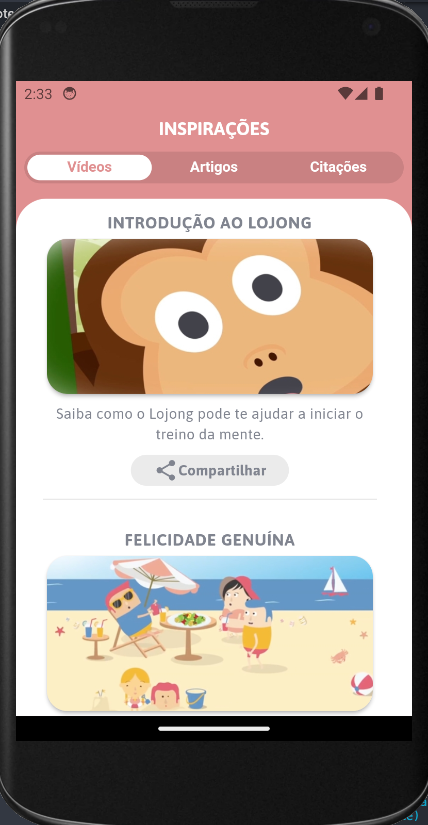 2:33
INSPIRAÇÕES
Vídeos Artigos Citações
INTRODUÇÃO AO LOJONG
Saiba como o Lojong pode te ajudar a iniciar o
treino da mente.
Compartilhar
FELICIDADE GENUÍNA